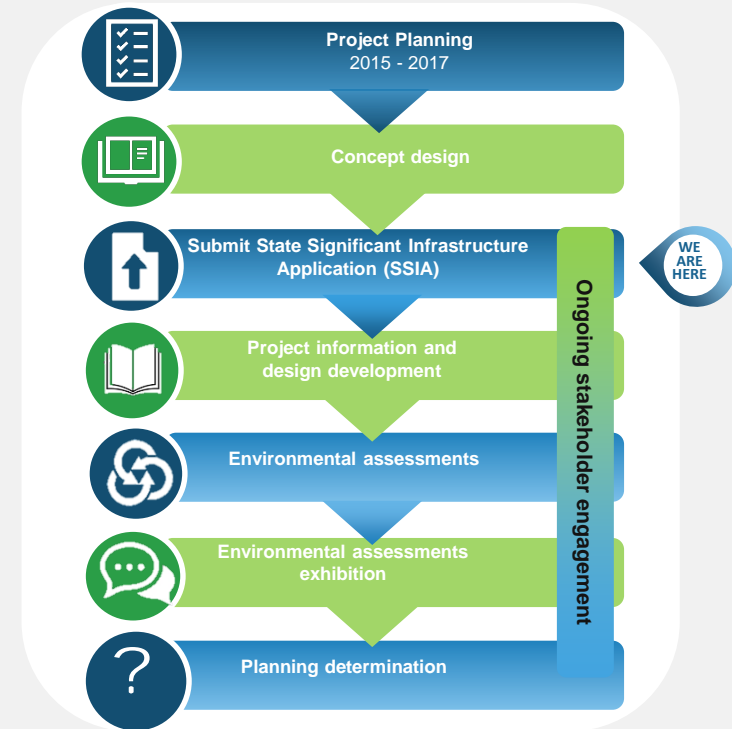 Project Planning
2015 - 2017
Concept design
Submit State Significant Infrastructure
Application (SSIA)
WE
ARE
HERE
Project information and
design development
Environmental assessments
Environmental assessments
exhibition
Planning determination
?
Ongoing stakeholder engagement